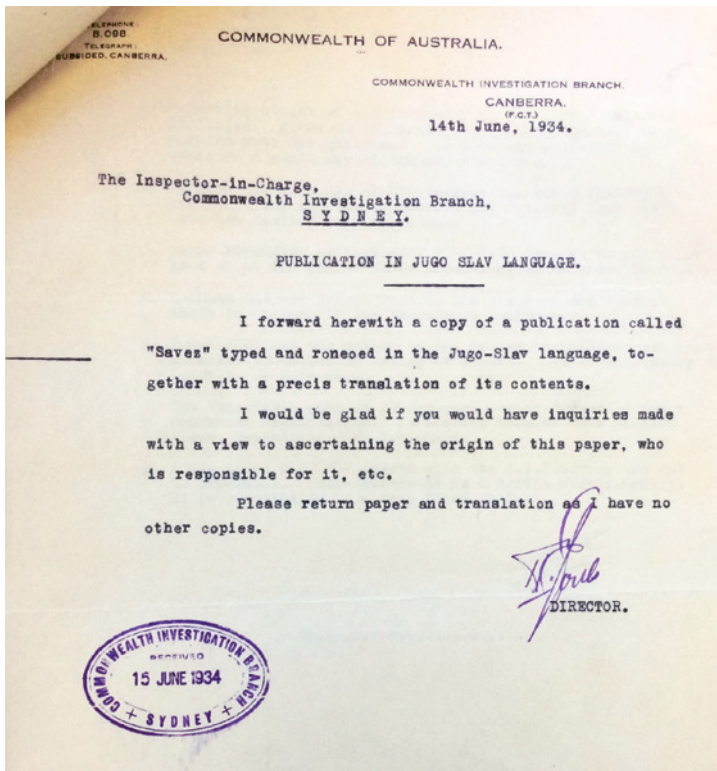 TELEPHONE:
B.098
TELEGRAPH:
SUBSIDED, CANBERRA.
COMMONWEALTH OF AUSTRALIA.
COMMONWEALTH INVESTIGATION BRANCH.
CANBERRA.
(F.C.T.)
14th June, 1934.
The Inspector-in-Charge,
Commonwealth Investigation Branch,
SYDNEY.
PUBLICATION IN JUGO SLAV LANGUAGE.
I forward herewith a copy of a publication called
"Savez" typed and roneoed in the Jugo-Slav language, to-
gether with a precis translation of its contents.
I would be glad if you would have inquiries made
with a view to ascertaining the origin of this paper, who
is responsible for it, etc.
Please return paper and translation as I have no
other copies.
DIRECTOR.
COMMONWEALTH INVESTIGATION BRANCH
RECEIVED
15 JUNE 1934
+ SYDNEY +